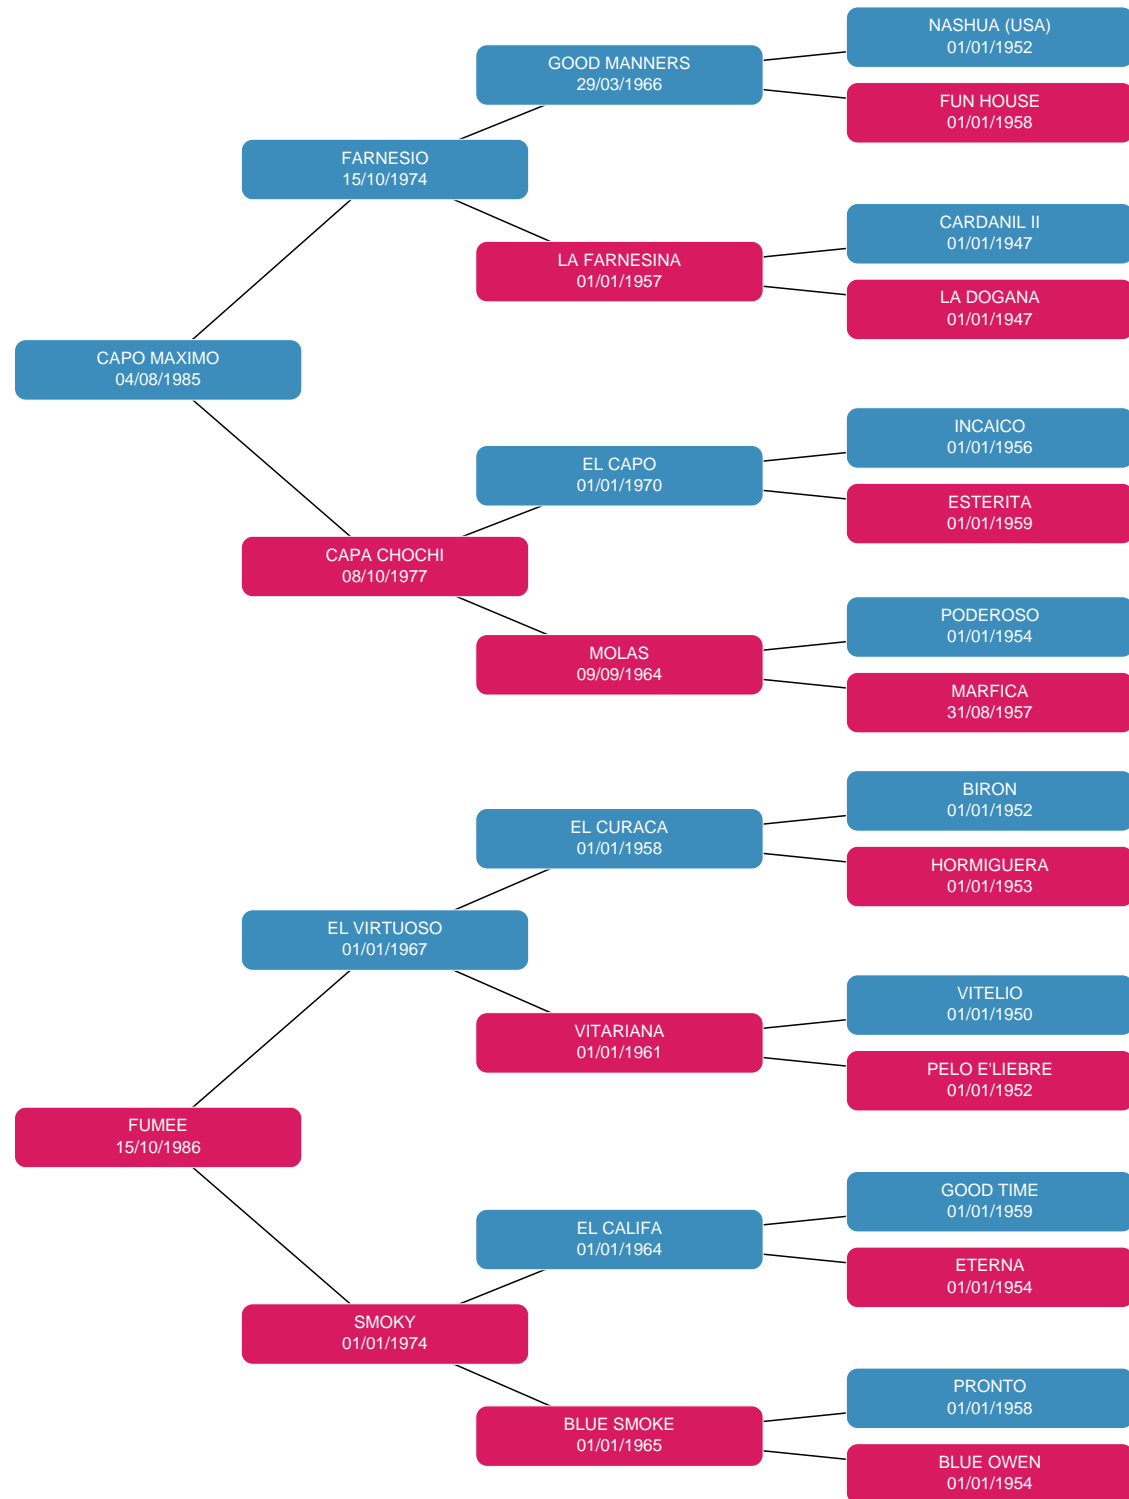 NASHUA (USA)
01/01/1952
GOOD MANNERS
29/03/1966
FUN HOUSE
01/01/1958
FARNESIO
15/10/1974
CARDANIL II
01/01/1947
LA FARNESINA
01/01/1957
LA DOGANA
01/01/1947
CAPO MAXIMO
04/08/1985
INCAICO
01/01/1956
EL CAPO
01/01/1970
ESTERITA
01/01/1959
CAPA CHOCHI
08/10/1977
PODEROSO
01/01/1954
MOLAS
09/09/1964
MARFICA
31/08/1957
BIRON
01/01/1952
EL CURACA
01/01/1958
HORMIGUERA
01/01/1953
EL VIRTUOSO
01/01/1967
VITELIO
01/01/1950
VITARIANA
01/01/1961
PELO E'LIEBRE
01/01/1952
FUMEE
15/10/1986
GOOD TIME
01/01/1959
EL CALIFA
01/01/1964
ETERNA
01/01/1954
SMOKY
01/01/1974
PRONTO
01/01/1958
BLUE SMOKE
01/01/1965
BLUE OWEN
01/01/1954